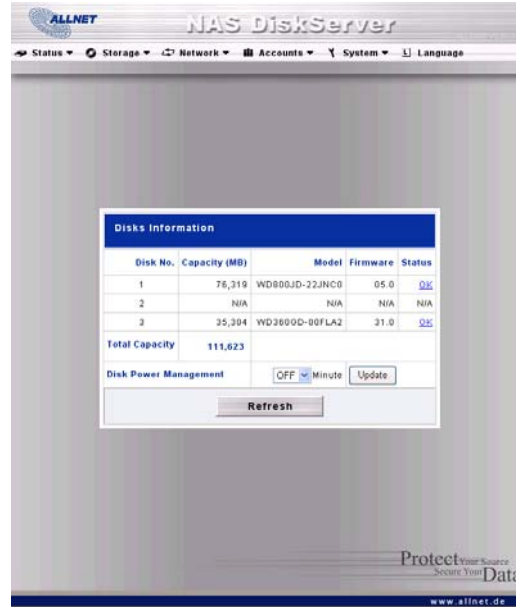 ALLNET
NAS DiskServer
Status Storage Network Accounts System Language
Disks Information
Disk No. Capacity (MB) Model Firmware Status
1 76,319 WD800JD-22JNC0 05.0 OK
2 N/A N/A N/A N/A
3 35,304 WD360GD-00FLA2 31.0 OK
Total Capacity 111,623
Disk Power Management OFF Minute Update
Refresh
Protect Your Source
Secure Your Data
www.allnet.de